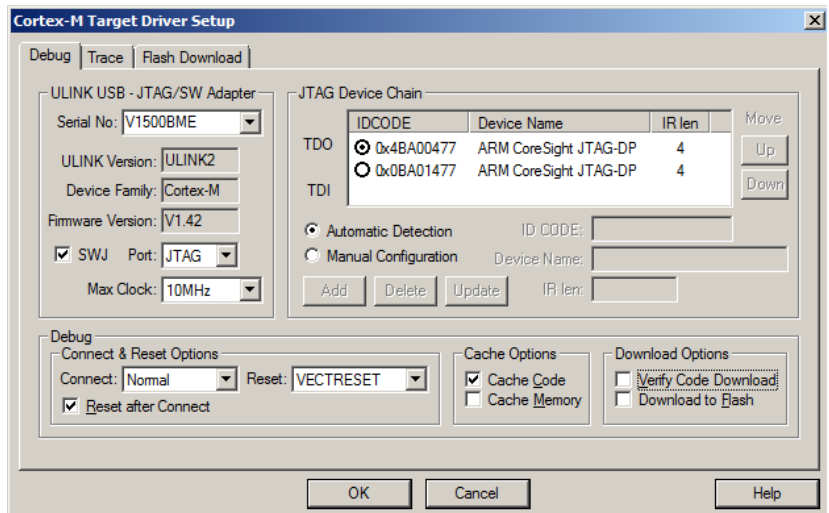 Cortex-M Target Driver Setup
Debug Trace Flash Download
ULINK USB - JTAG/SW Adapter
Serial No: V1500BME
ULINK Version: ULINK2
Device Family: Cortex-M
Firmware Version: V1.42
SWJ Port: JTAG
Max Clock: 10MHz
JTAG Device Chain
IDCODE Device Name IR len Move
TDO 0x4BA00477 ARM CoreSight JTAG-DP 4 Up
TDI 0x0BA01477 ARM CoreSight JTAG-DP 4 Down
Automatic Detection ID CODE:
Manual Configuration Device Name:
Add Delete Update IR len:
Debug
Connect & Reset Options
Connect: Normal Reset: VECTRESET
Reset after Connect
Cache Options
Cache Code
Cache Memory
Download Options
Verify Code Download
Download to Flash
OK Cancel Help